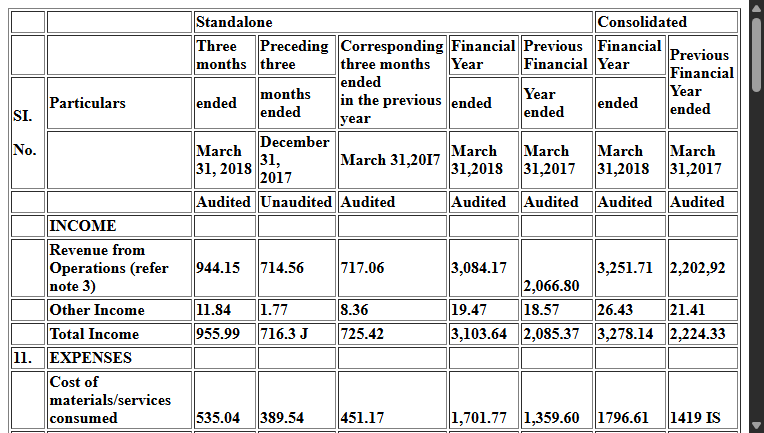 Standalone Consolidated
Three months Preceding three Corresponding three months ended in the previous year Financial Year Previous Financial Financial Year Previous Financial Year ended
SI. No. Particulars ended months ended ended Year ended ended
March 31, 2018 December 31, 2017 March 31,20I7 March 31,2018 March 31,2017 March 31,2018 March 31,2017
Audited Unaudited Audited Audited Audited Audited Audited
INCOME
Revenue from Operations (refer note 3) 944.15 714.56 717.06 3,084.17 2,066.80 3,251.71 2,202,92
Other Income 11.84 1.77 8.36 19.47 18.57 26.43 21.41
Total Income 955.99 716.3 J 725.42 3,103.64 2,085.37 3,278.14 2,224.33
11. EXPENSES
Cost of materials/services consumed 535.04 389.54 451.17 1,701.77 1,359.60 1796.61 1419 IS